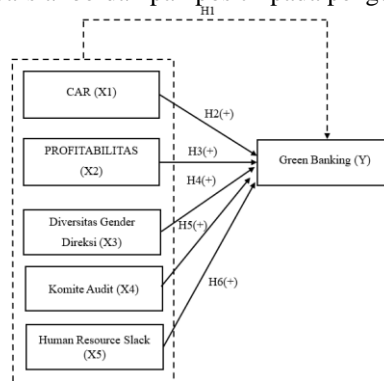 H1
CAR (X1)
H2(+)
PROFITABILITAS
(X2)
H3(+)
Green Banking (Y)
H4(+)
Diversitas Gender
Direksi (X3)
H5(+)
Komite Audit (X4)
H6(+)
Human Resource Slack
(X5)